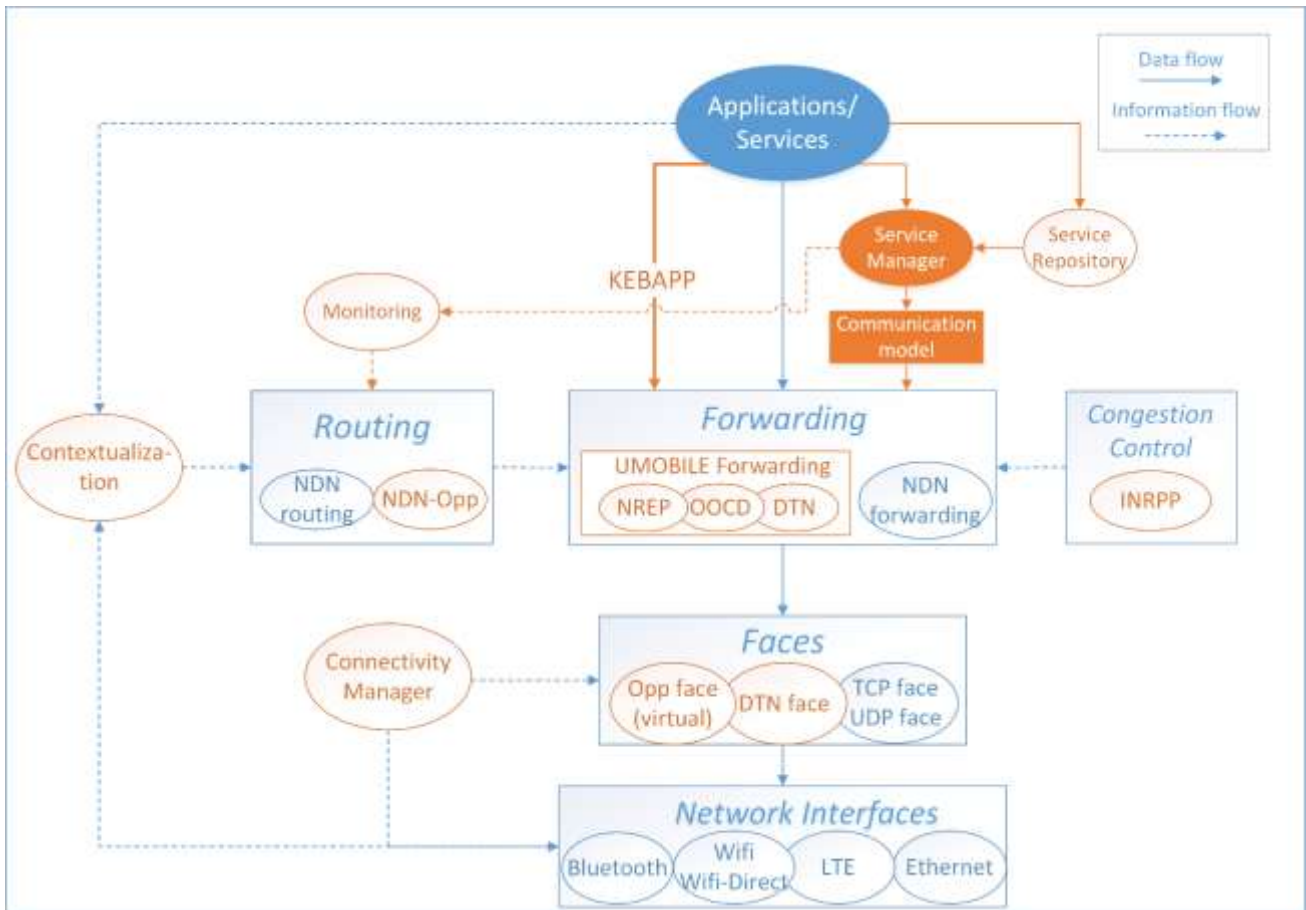 Data flow
Information flow
Applications/
Services
Service
Manager
Service
Repository
KEBAPP
Monitoring
Communication
model
Routing
Forwarding
Congestion
Control
Contextualiza-
tion
UMOBILE Forwarding
NDN
routing
NDN-Opp
NREP
OOCD
DTN
NDN
forwarding
INRPP
Connectivity
Manager
Faces
Opp face
(virtual)
DTN face
TCP face
UDP face
Network Interfaces
Bluetooth
Wifi
Wifi-Direct
LTE
Ethernet